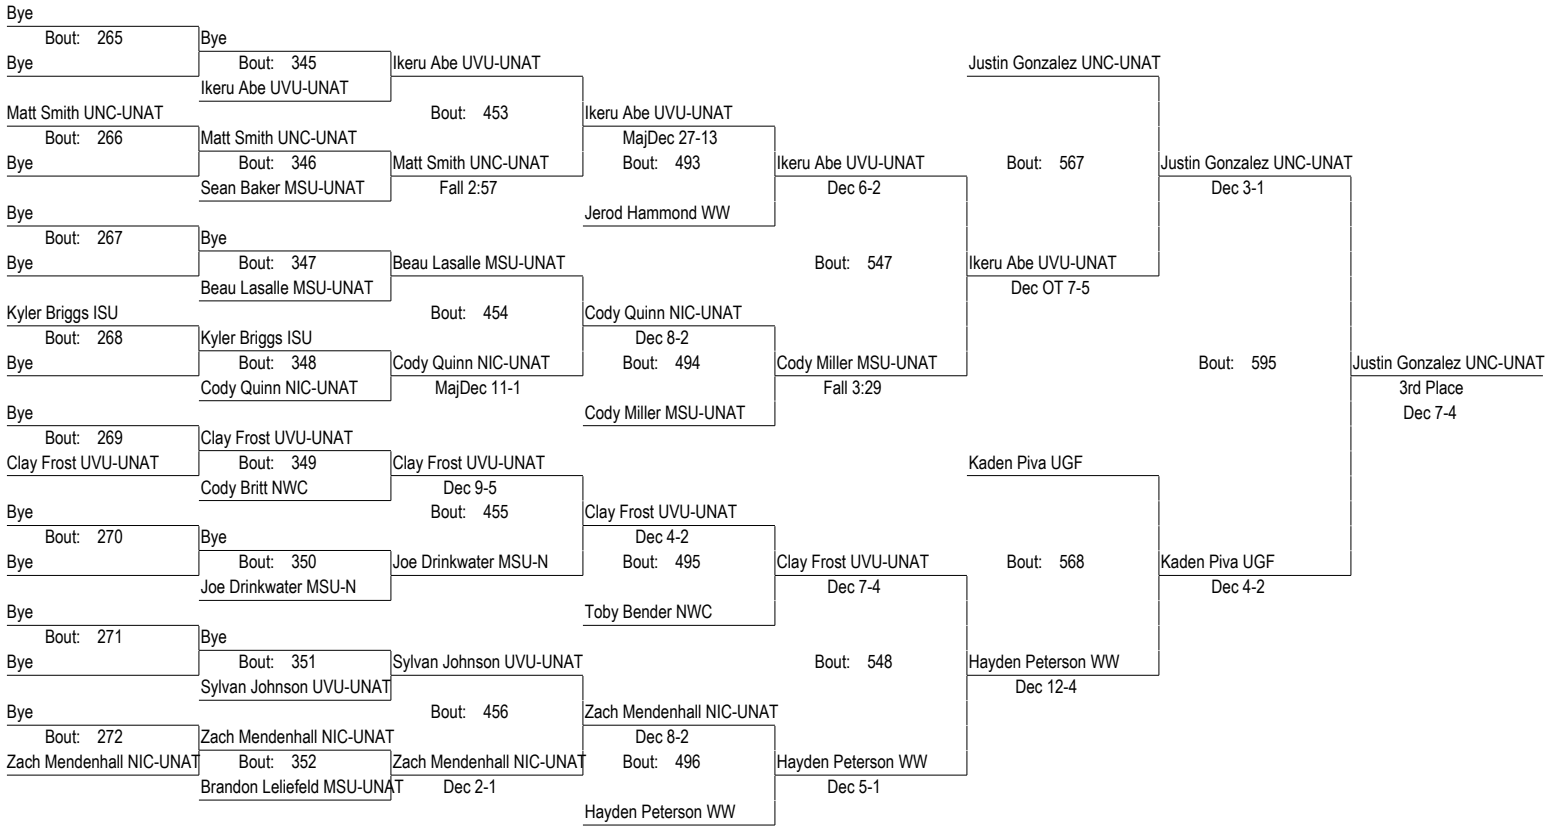 Bye
Bout: 265
Bye
Bye
Bout: 345
Ikeru Abe UVU-UNAT
Ikeru Abe UVU-UNAT
Justin Gonzalez UNC-UNAT
Matt Smith UNC-UNAT
Bout: 453
Ikeru Abe UVU-UNAT
Bout: 266
Matt Smith UNC-UNAT
MajDec 27-13
Bye
Bout: 346
Matt Smith UNC-UNAT
Bout: 493
Ikeru Abe UVU-UNAT
Bout: 567
Justin Gonzalez UNC-UNAT
Sean Baker MSU-UNAT
Fall 2:57
Dec 6-2
Dec 3-1
Bye
Jerod Hammond WW
Bout: 267
Bye
Bye
Bout: 347
Beau Lasalle MSU-UNAT
Bout: 547
Ikeru Abe UVU-UNAT
Beau Lasalle MSU-UNAT
Dec OT 7-5
Kyler Briggs ISU
Bout: 454
Cody Quinn NIC-UNAT
Bout: 268
Kyler Briggs ISU
Dec 8-2
Bye
Bout: 348
Cody Quinn NIC-UNAT
Bout: 494
Cody Miller MSU-UNAT
Bout: 595
Justin Gonzalez UNC-UNAT
Cody Quinn NIC-UNAT
MajDec 11-1
Fall 3:29
3rd Place
Bye
Cody Miller MSU-UNAT
Dec 7-4
Bout: 269
Clay Frost UVU-UNAT
Clay Frost UVU-UNAT
Bout: 349
Clay Frost UVU-UNAT
Kaden Piva UGF
Cody Britt NWC
Dec 9-5
Bye
Bout: 455
Clay Frost UVU-UNAT
Bout: 270
Bye
Dec 4-2
Bye
Bout: 350
Joe Drinkwater MSU-N
Bout: 495
Clay Frost UVU-UNAT
Bout: 568
Kaden Piva UGF
Joe Drinkwater MSU-N
Dec 7-4
Dec 4-2
Bye
Toby Bender NWC
Bout: 271
Bye
Bye
Bout: 351
Sylvan Johnson UVU-UNAT
Bout: 548
Hayden Peterson WW
Sylvan Johnson UVU-UNAT
Dec 12-4
Bye
Bout: 456
Zach Mendenhall NIC-UNAT
Bout: 272
Zach Mendenhall NIC-UNAT
Dec 8-2
Zach Mendenhall NIC-UNAT
Bout: 352
Zach Mendenhall NIC-UNAT
Bout: 496
Hayden Peterson WW
Brandon Leliefeld MSU-UNAT
Dec 2-1
Dec 5-1
Hayden Peterson WW